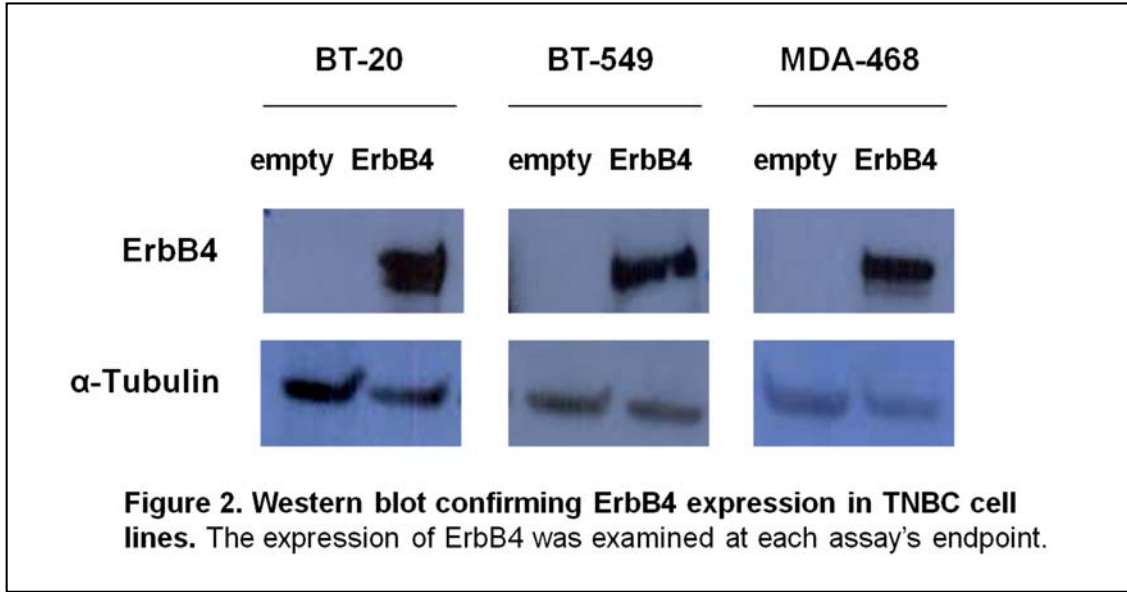 BT-20 BT-549 MDA-468
empty ErbB4 empty ErbB4 empty ErbB4
ErbB4
α-Tubulin
Figure 2. Western blot confirming ErbB4 expression in TNBC cell
lines. The expression of ErbB4 was examined at each assay's endpoint.